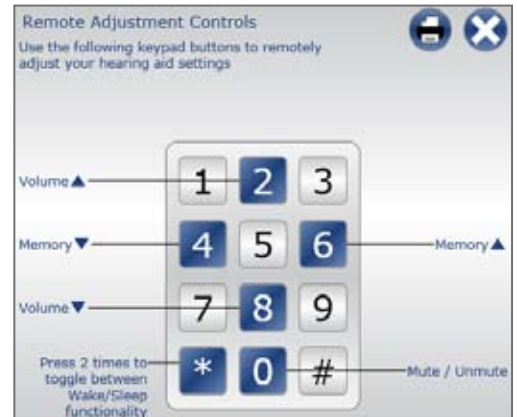 Remote Adjustment Controls
Use the following keypad buttons to remotely
adjust your hearing aid settings
1 2 3
Volume ▲
4 5 6
Memory ▼
Memory ▲
7 8 9
Volume ▼
* 0 #
Press 2 times to
toggle between
Wake/Sleep
functionality
Mute / Unmute